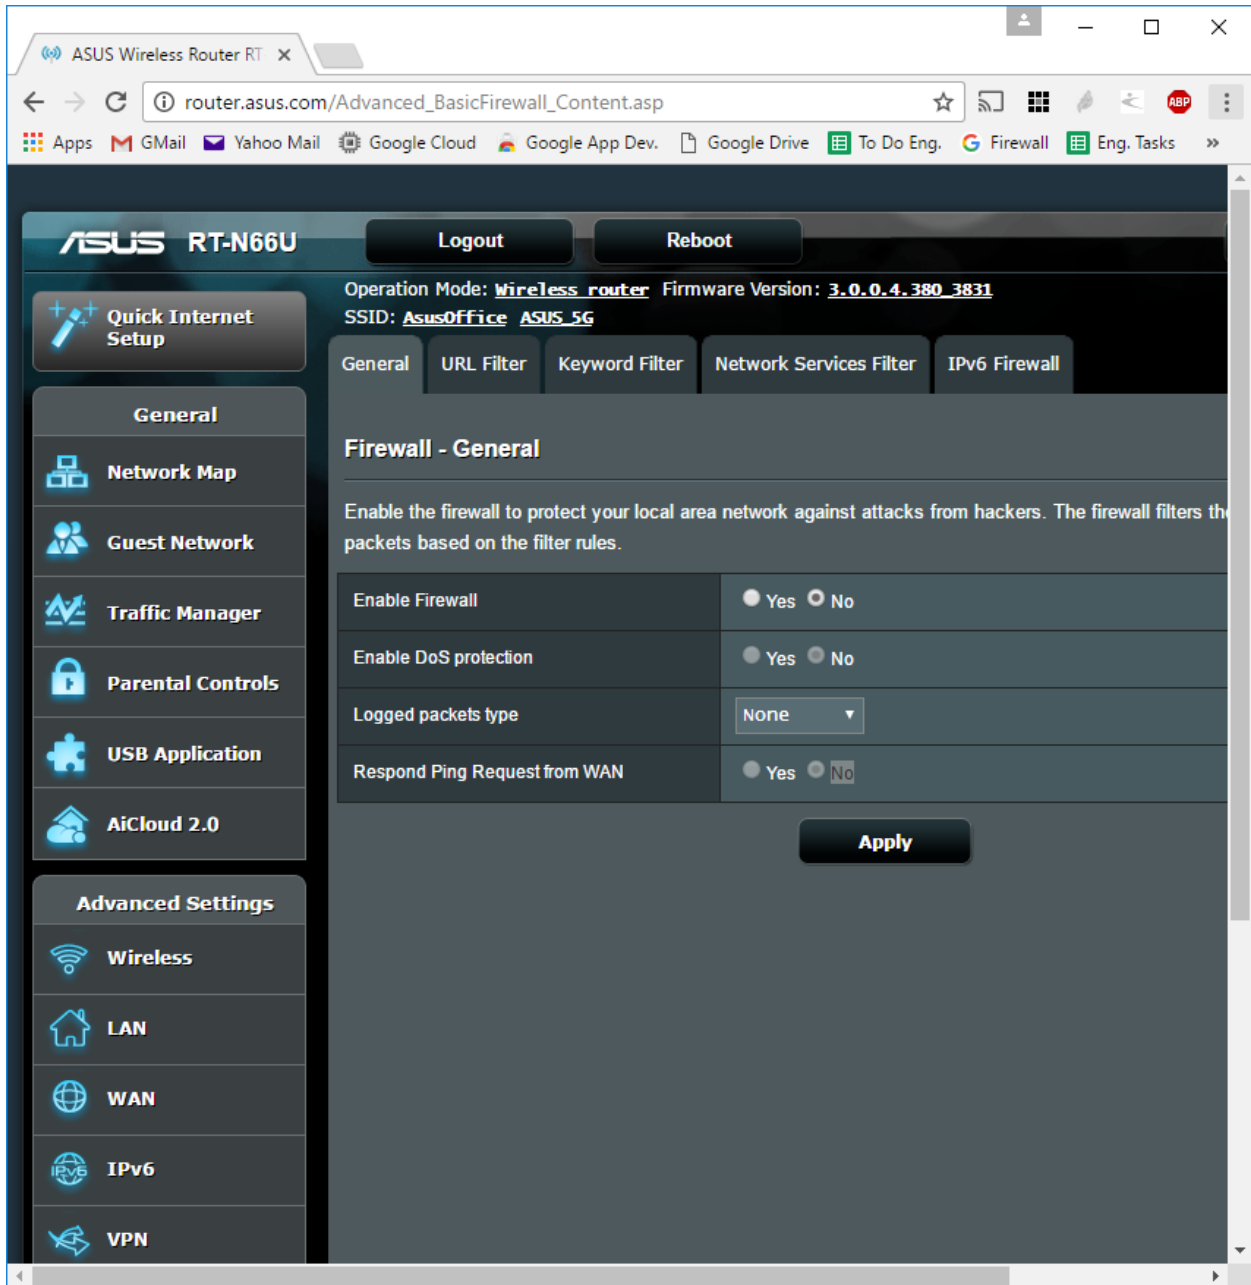 ASUS Wireless Router RT
router.asus.com/Advanced_BasicFirewall_Content.asp
ABP
Apps GMail Yahoo Mail Google Cloud Google App Dev. Google Drive To Do Eng. Firewall Eng. Tasks »
ASUS RT-N66U Logout Reboot
Operation Mode: Wireless router Firmware Version: 3.0.0.4.380_3831
SSID: AsusOffice ASUS_5G
Quick Internet
Setup
General URL Filter Keyword Filter Network Services Filter IPv6 Firewall
General
Network Map
Guest Network
Traffic Manager
Parental Controls
USB Application
AiCloud 2.0
Advanced Settings
Wireless
LAN
WAN
IPv6
IPv6
VPN
Firewall - General
Enable the firewall to protect your local area network against attacks from hackers. The firewall filters the
packets based on the filter rules.
Enable Firewall Yes No
Enable DoS protection Yes No
Logged packets type None
Respond Ping Request from WAN Yes No
Apply